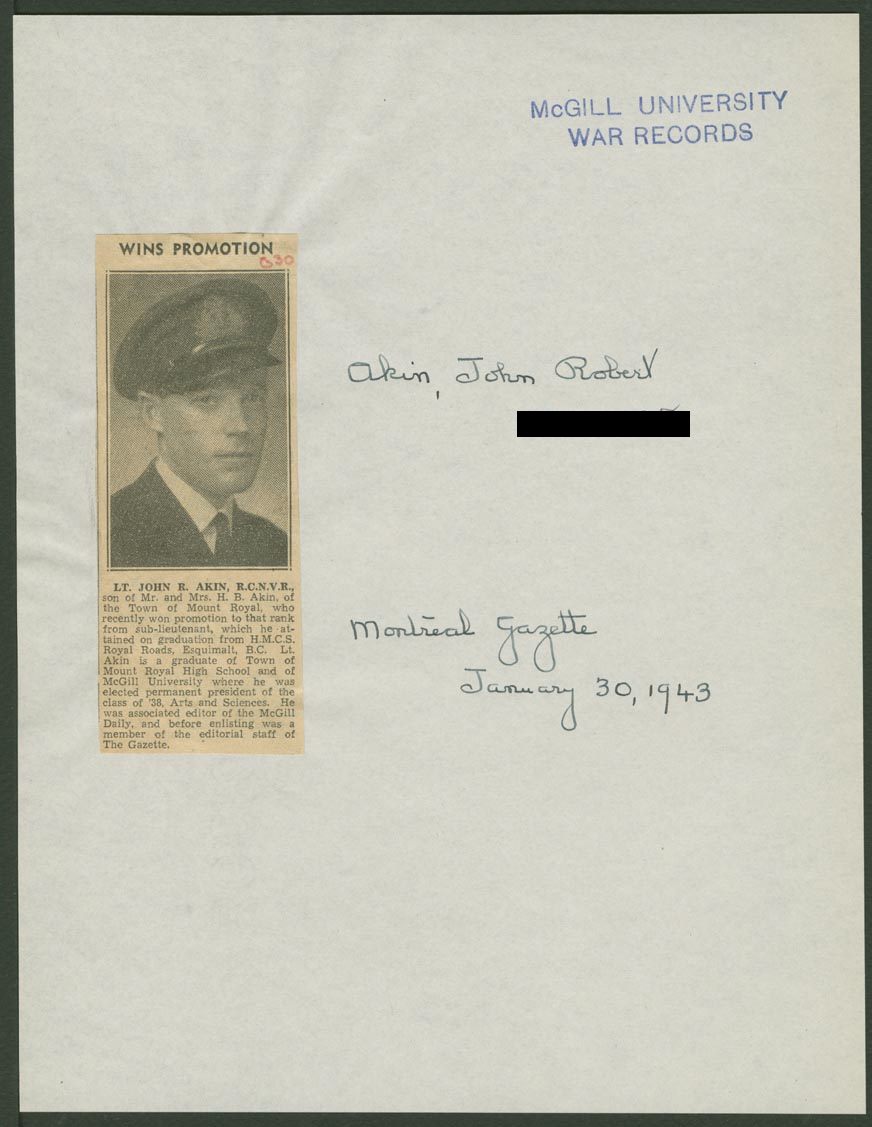 McGILL UNIVERSITY
WAR RECORDS
WINS PROMOTION
G30
Akin, John Robert
LT. JOHN R. AKIN, R.C.N.V.R.,
son of Mr. and Mrs. H. B. Akin, of
the Town of Mount Royal, who
recently won promotion to that rank
from sub-lieutenant, which he at-
tained on graduation from H.M.C.S.
Royal Roads, Esquimalt, B.C. Lt.
Akin is a graduate of Town of
Mount Royal High School and of
McGill University where he was
elected permanent president of the
class of '38, Arts and Sciences. He
was associated editor of the McGill
Daily, and before enlisting was a
member of the editorial staff of
The Gazette.
Montreal Gazette
January 30, 1943